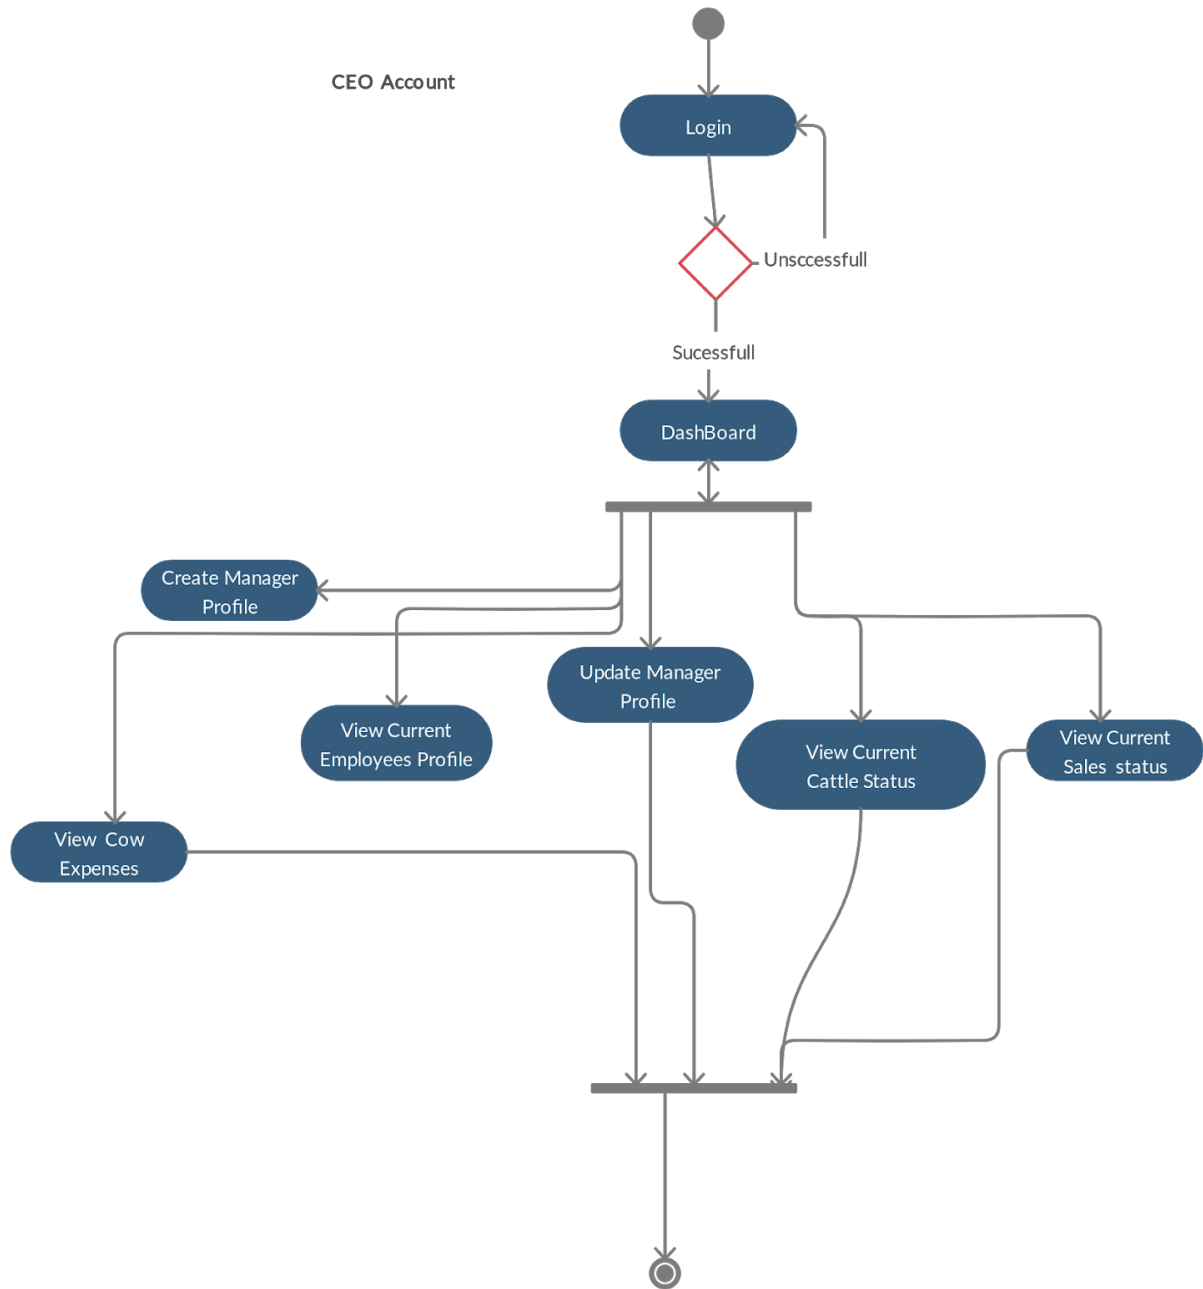 CEO Account
Login
Unsccessfull
Sucessfull
DashBoard
Create Manager
Profile
Update Manager
Profile
View Current
Employees Profile
View Current
Cattle Status
View Current
Sales status
View Cow
Expenses